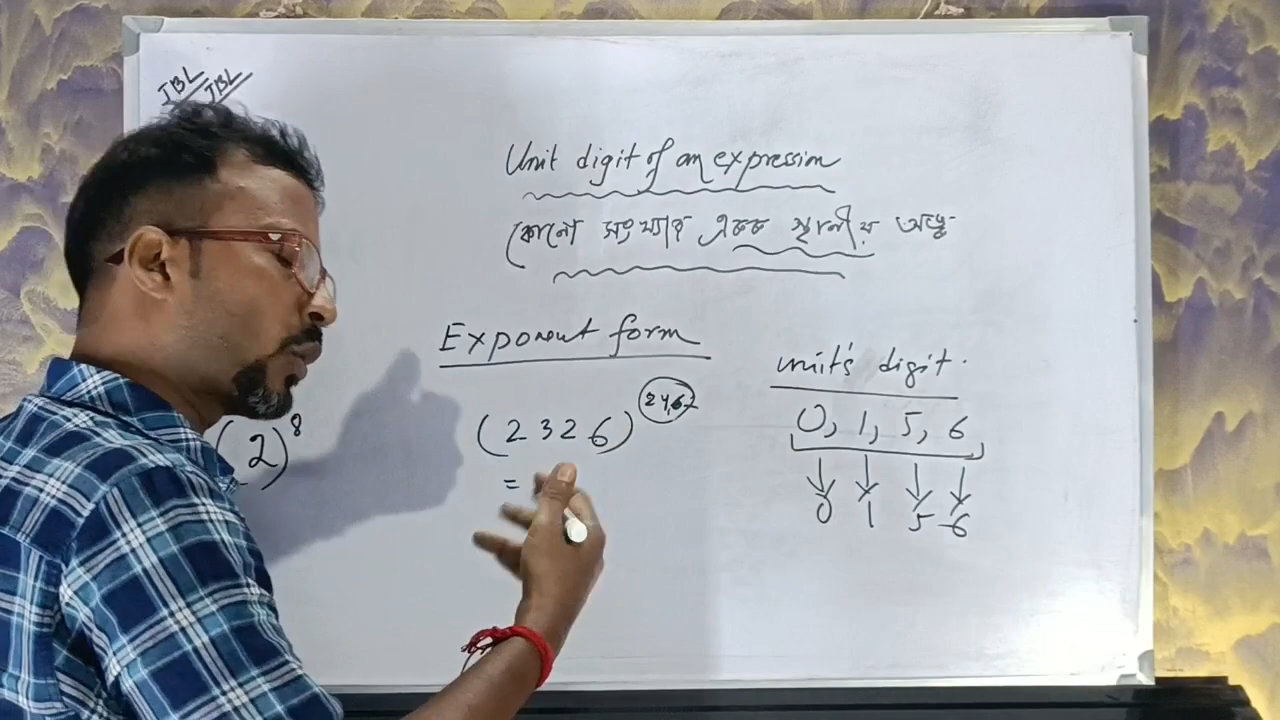 JBL JBL
Unit digit of an expression
কোনো সংখ্যার একক স্থানীয় অঙ্ক
Exponent form
unit's digit.
(2326)
0, 1, 5, 6
(2)^8
=
0 1 5 6